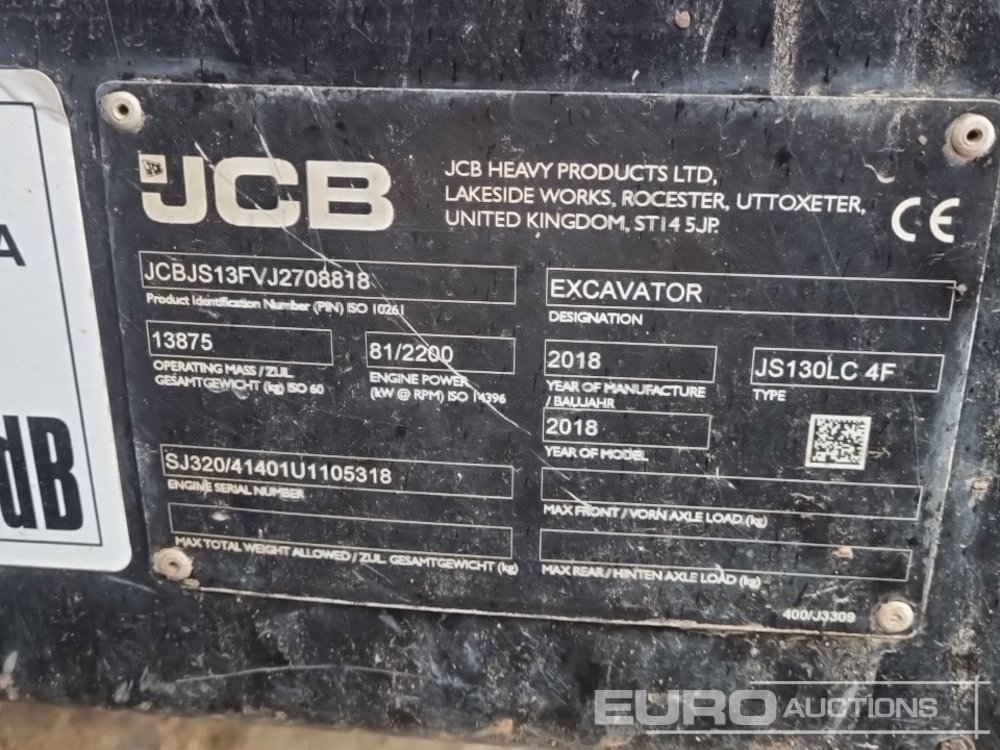 A
dB
JCB
JCB HEAVY PRODUCTS LTD,
LAKESIDE WORKS, ROCESTER, UTTOXETER,
UNITED KINGDOM, ST14 5JP.
CE
JCBJS13FVJ2708818
Product Identification Number (PIN) ISO 10261
EXCAVATOR
DESIGNATION
13875
OPERATING MASS / ZUL
GESAMTGEWICHT (kg) ISO 60
81/2200
ENGINE POWER
(kW @ RPM) ISO 14396
2018
YEAR OF MANUFACTURE
/ BAUJAHR
JS130LC 4F
TYPE
2018
YEAR OF MODEL
SJ320/41401U1105318
ENGINE SERIAL NUMBER
MAX FRONT / VORN AXLE LOAD (kg)
MAX TOTAL WEIGHT ALLOWED / ZUL. GESAMTGEWICHT (kg)
MAX REAR / HINTEN AXLE LOAD (kg)
400/J3309
EURO AUCTIONS